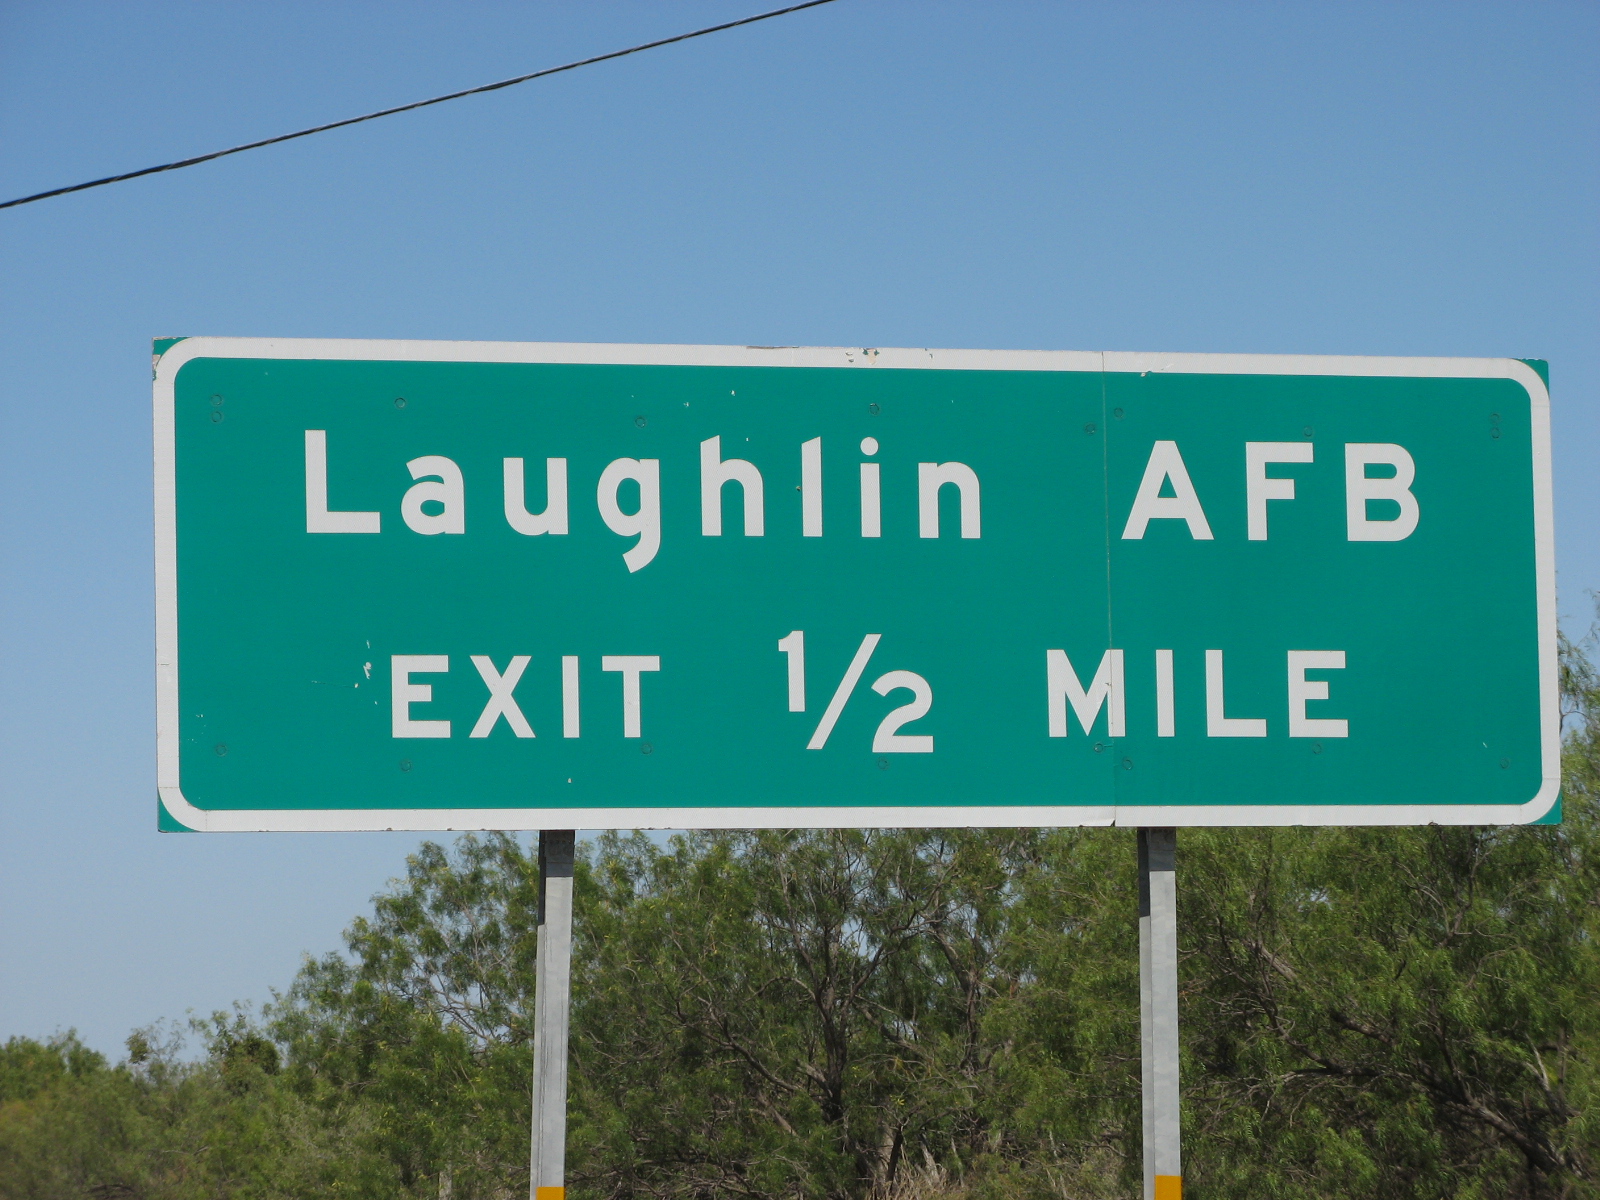 Laughlin AFB
EXIT 1/2 MILE